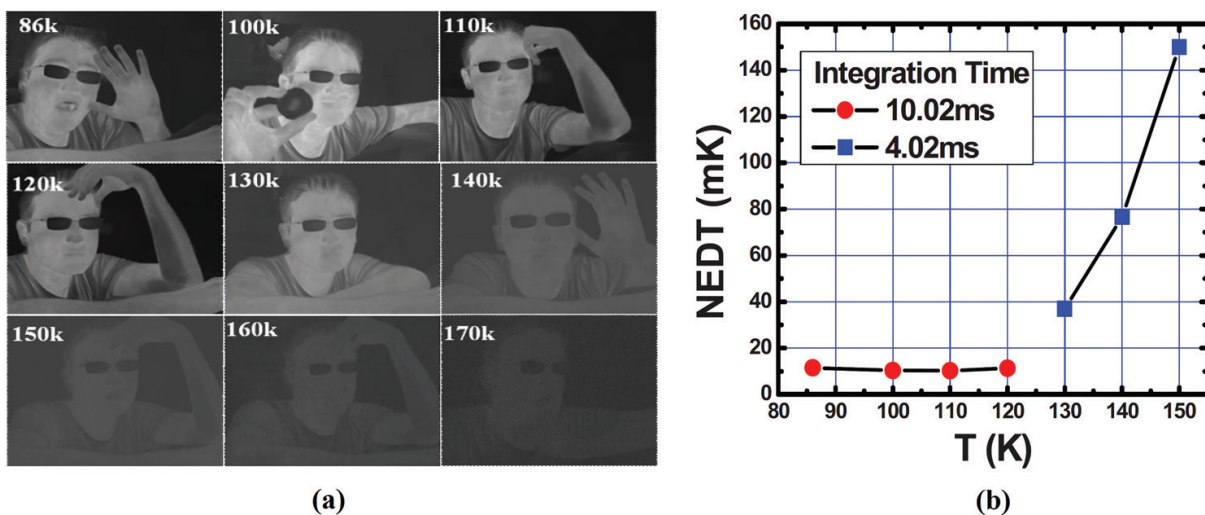 86k
100k
110k
120k
130k
140k
150k
160k
170k
(a)
160
140
120
100
80
60
40
20
0
NEDT (mK)
Integration Time
10.02ms
4.02ms
80 90 100 110 120 130 140 150
T (K)
(b)